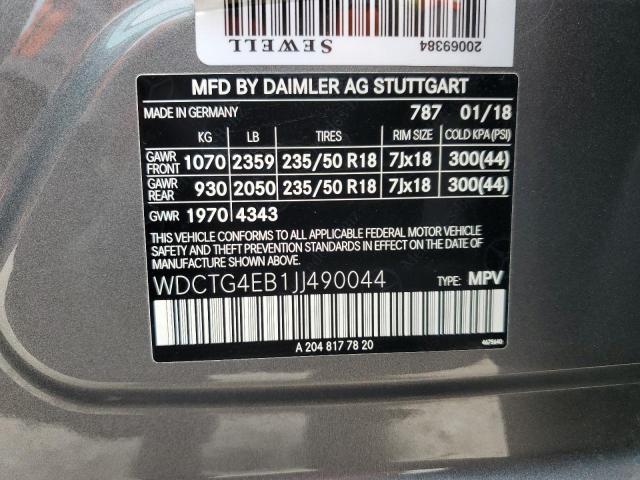 SEWELL
20069384
MFD BY DAIMLER AG STUTTGART
MADE IN GERMANY 787 01/18
KG LB TIRES RIM SIZE COLD KPA(PSI)
GAWR FRONT 1070 2359 235/50 R18 7Jx18 300(44)
GAWR REAR 930 2050 235/50 R18 7Jx18 300(44)
GVWR 1970 4343
THIS VEHICLE CONFORMS TO ALL APPLICABLE FEDERAL MOTOR VEHICLE
SAFETY AND THEFT PREVENTION STANDARDS IN EFFECT ON THE DATE
OF MANUFACTURE SHOWN ABOVE.
WDCTG4EB1JJ490044 TYPE: MPV
A 204 817 78 20
4675640